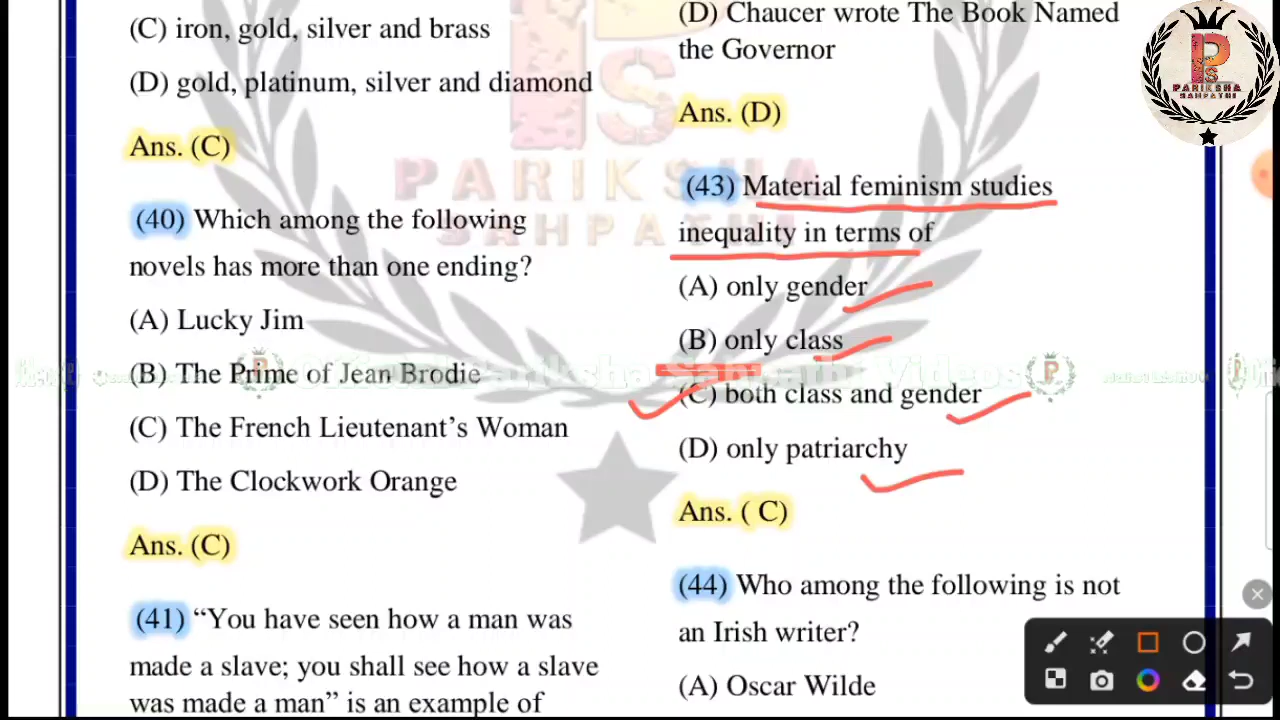 (C) iron, gold, silver and brass
(D) gold, platinum, silver and diamond
Ans. (C)
(40) Which among the following
novels has more than one ending?
(A) Lucky Jim
(B) The Prime of Jean Brodie
(C) The French Lieutenant’s Woman
(D) The Clockwork Orange
Ans. (C)
(41) “You have seen how a man was
made a slave; you shall see how a slave
was made a man” is an example of
(D) Chaucer wrote The Book Named
the Governor
Ans. (D)
(43) Material feminism studies
inequality in terms of
(A) only gender
(B) only class
(C) both class and gender
(D) only patriarchy
Ans. ( C)
(44) Who among the following is not
an Irish writer?
(A) Oscar Wilde
PARIKSHA
SAHPATHI
PARIKSHA
SAHPATHI
Sahpathi Videos